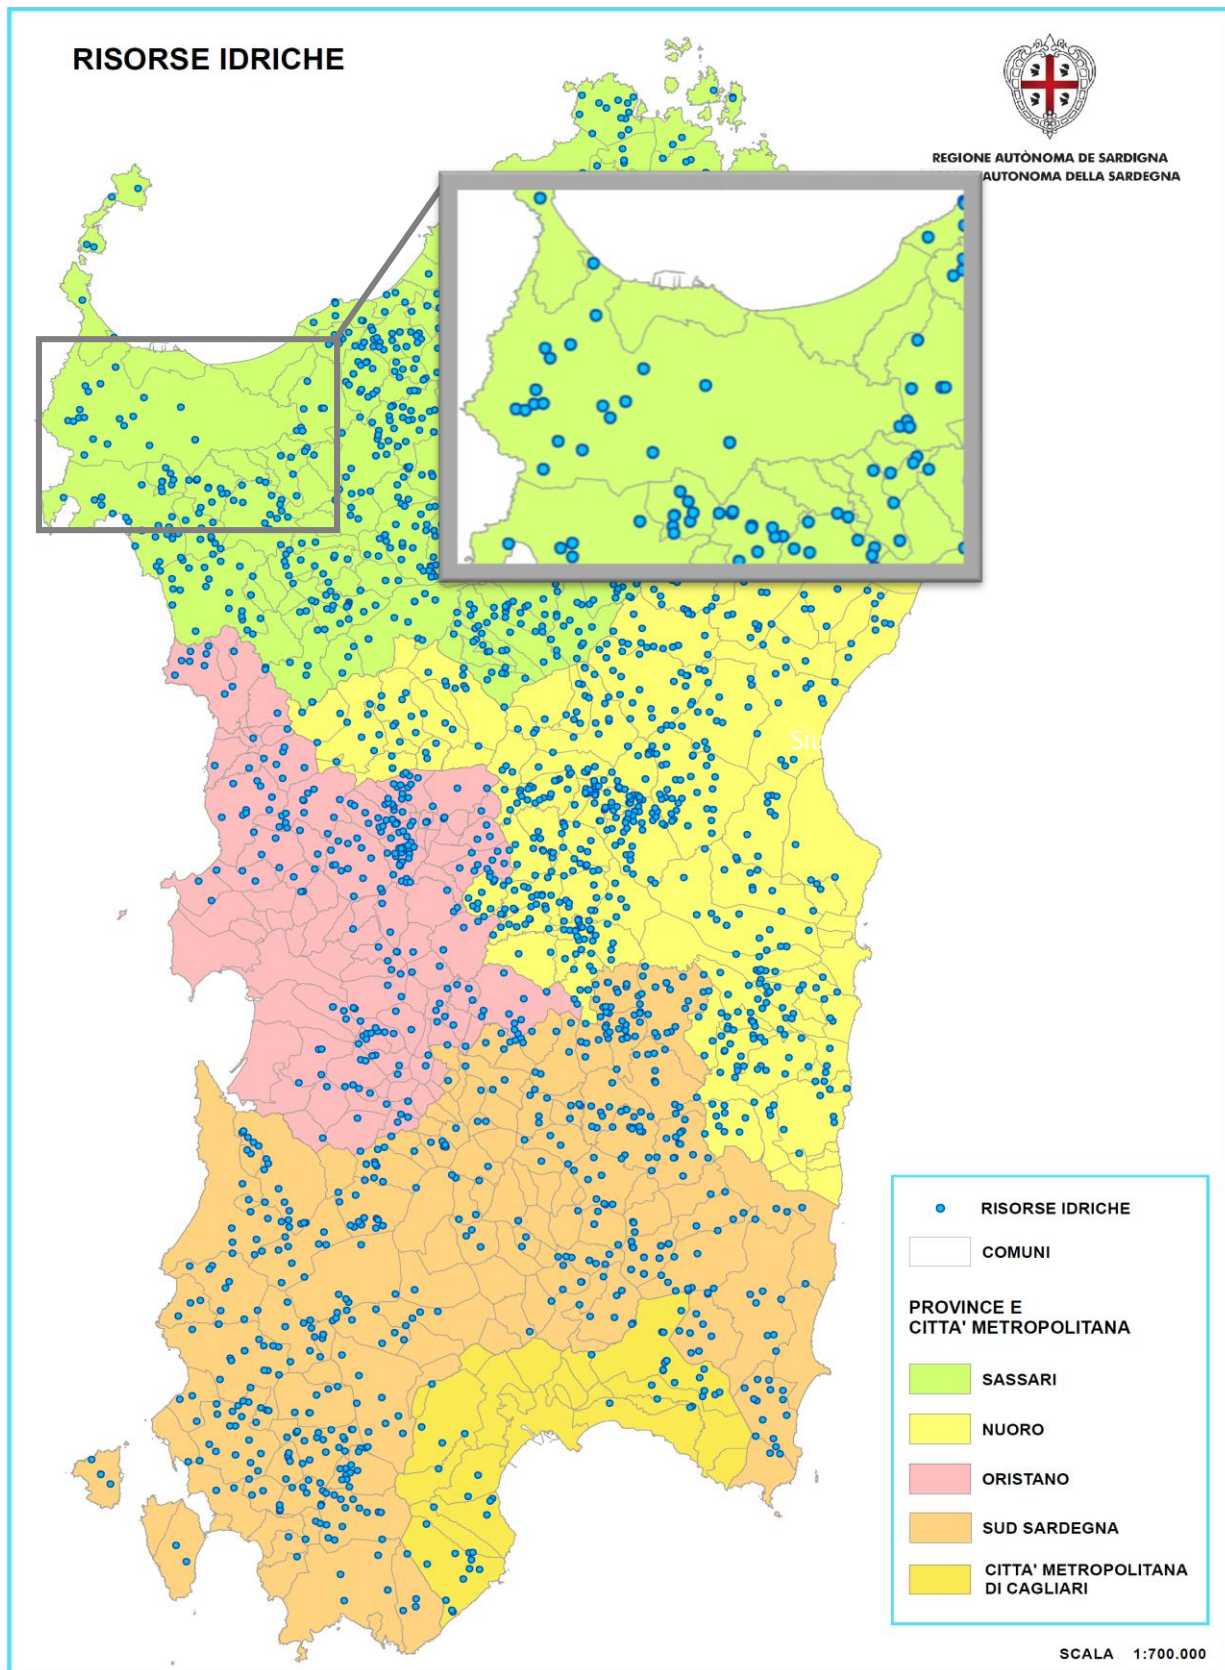 RISORSE IDRICHE
REGIONE AUTÒNOMA DE SARDIGNA
AUTONOMA DELLA SARDEGNA
Siu
RISORSE IDRICHE
COMUNI
PROVINCE E
CITTA' METROPOLITANA
SASSARI
NUORO
ORISTANO
SUD SARDEGNA
CITTA' METROPOLITANA
DI CAGLIARI
SCALA 1:700.000